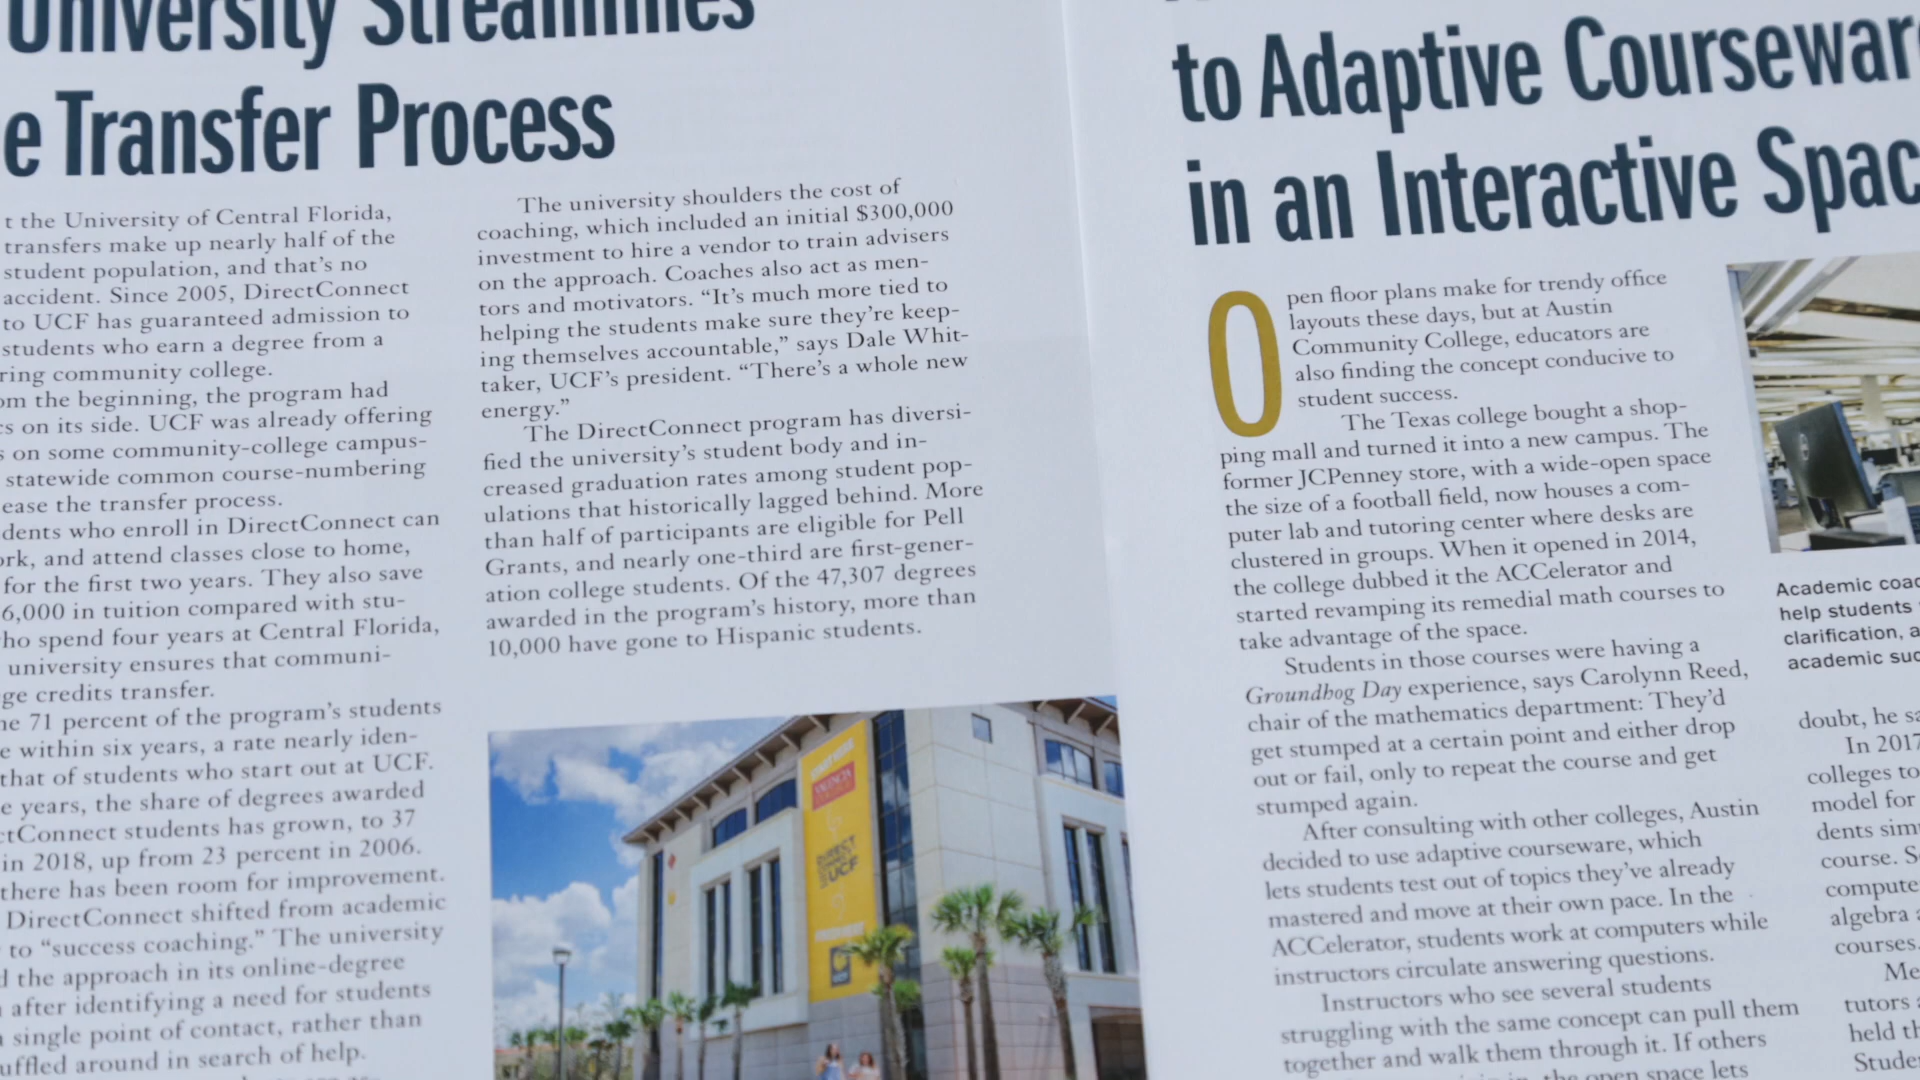 University Streamlines
e Transfer Process
t the University of Central Florida,
transfers make up nearly half of the
student population, and that's no
accident. Since 2005, DirectConnect
to UCF has guaranteed admission to
students who earn a degree from a
ring community college.
om the beginning, the program had
s on its side. UCF was already offering
s on some community-college campus-
statewide common course-numbering
ease the transfer process.
dents who enroll in DirectConnect can
ork, and attend classes close to home,
for the first two years. They also save
6,000 in tuition compared with stu-
ho spend four years at Central Florida,
university ensures that communi-
ge credits transfer.
he 71 percent of the program's students
e within six years, a rate nearly iden-
that of students who start out at UCF.
e years, the share of degrees awarded
ctConnect students has grown, to 37
in 2018, up from 23 percent in 2006.
there has been room for improvement.
DirectConnect shifted from academic
to "success coaching." The university
d the approach in its online-degree
after identifying a need for students
single point of contact, rather than
uffled around in search of help.
The university shoulders the cost of
coaching, which included an initial $300,000
investment to hire a vendor to train advisers
on the approach. Coaches also act as men-
tors and motivators. "It's much more tied to
helping the students make sure they're keep-
ing themselves accountable," says Dale Whit-
taker, UCF's president. "There's a whole new
energy."
The DirectConnect program has diversi-
fied the university's student body and in-
creased graduation rates among student pop-
ulations that historically lagged behind. More
than half of participants are eligible for Pell
Grants, and nearly one-third are first-gener-
ation college students. Of the 47,307 degrees
awarded in the program's history, more than
10,000 have gone to Hispanic students.
START HERE
VALENCIA
DIRECT
CONNECT
to UCF
to Adaptive Courseware
in an Interactive Spac
Open floor plans make for trendy office
layouts these days, but at Austin
Community College, educators are
also finding the concept conducive to
student success.
The Texas college bought a shop-
ping mall and turned it into a new campus. The
former JCPenney store, with a wide-open space
the size of a football field, now houses a com-
puter lab and tutoring center where desks are
clustered in groups. When it opened in 2014,
the college dubbed it the ACCelerator and
started revamping its remedial math courses to
take advantage of the space.
Students in those courses were having a
Groundhog Day experience, says Carolynn Reed,
chair of the mathematics department: They'd
get stumped at a certain point and either drop
out or fail, only to repeat the course and get
stumped again.
After consulting with other colleges, Austin
decided to use adaptive courseware, which
lets students test out of topics they've already
mastered and move at their own pace. In the
ACCelerator, students work at computers while
instructors circulate answering questions.
Instructors who see several students
struggling with the same concept can pull them
together and walk them through it. If others
the open space lets
Academic coac
help students
clarification, a
academic suc
doubt, he sa
In 2017
colleges to
model for
dents sim
course. S
compute
algebra a
courses.
Me
tutors a
held th
Stude